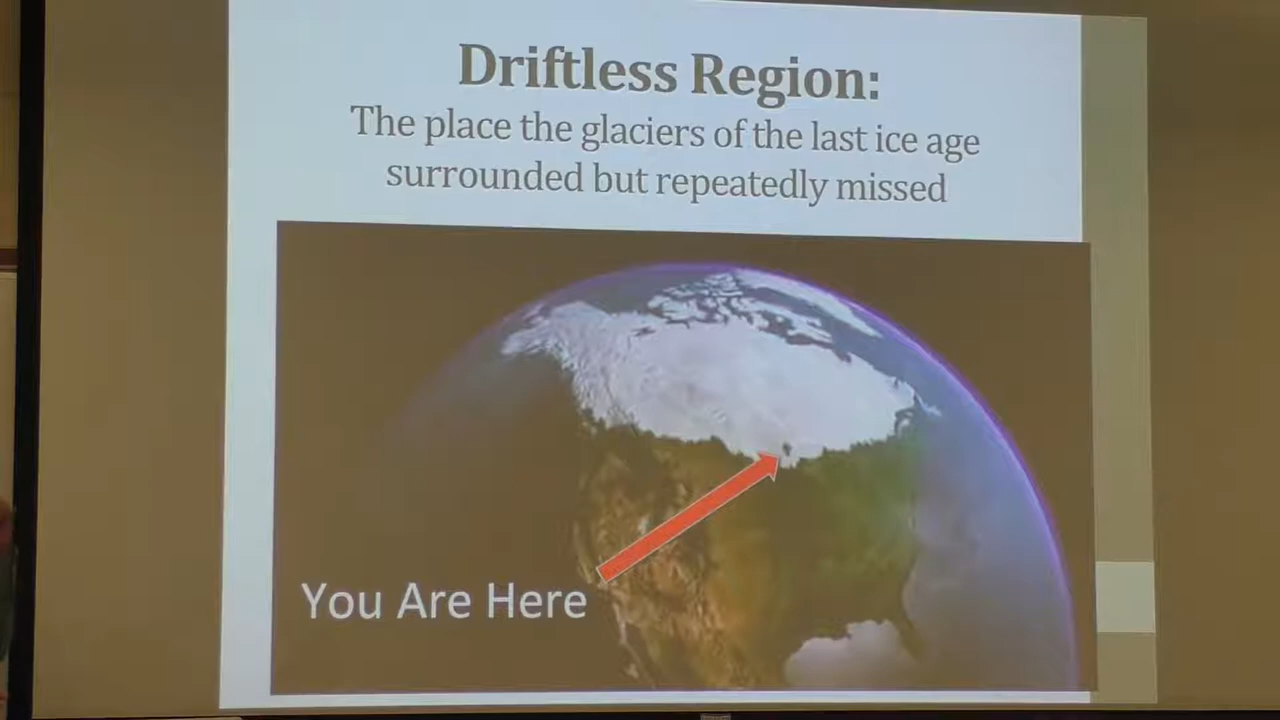 Driftless Region:
The place the glaciers of the last ice age
surrounded but repeatedly missed
You Are Here